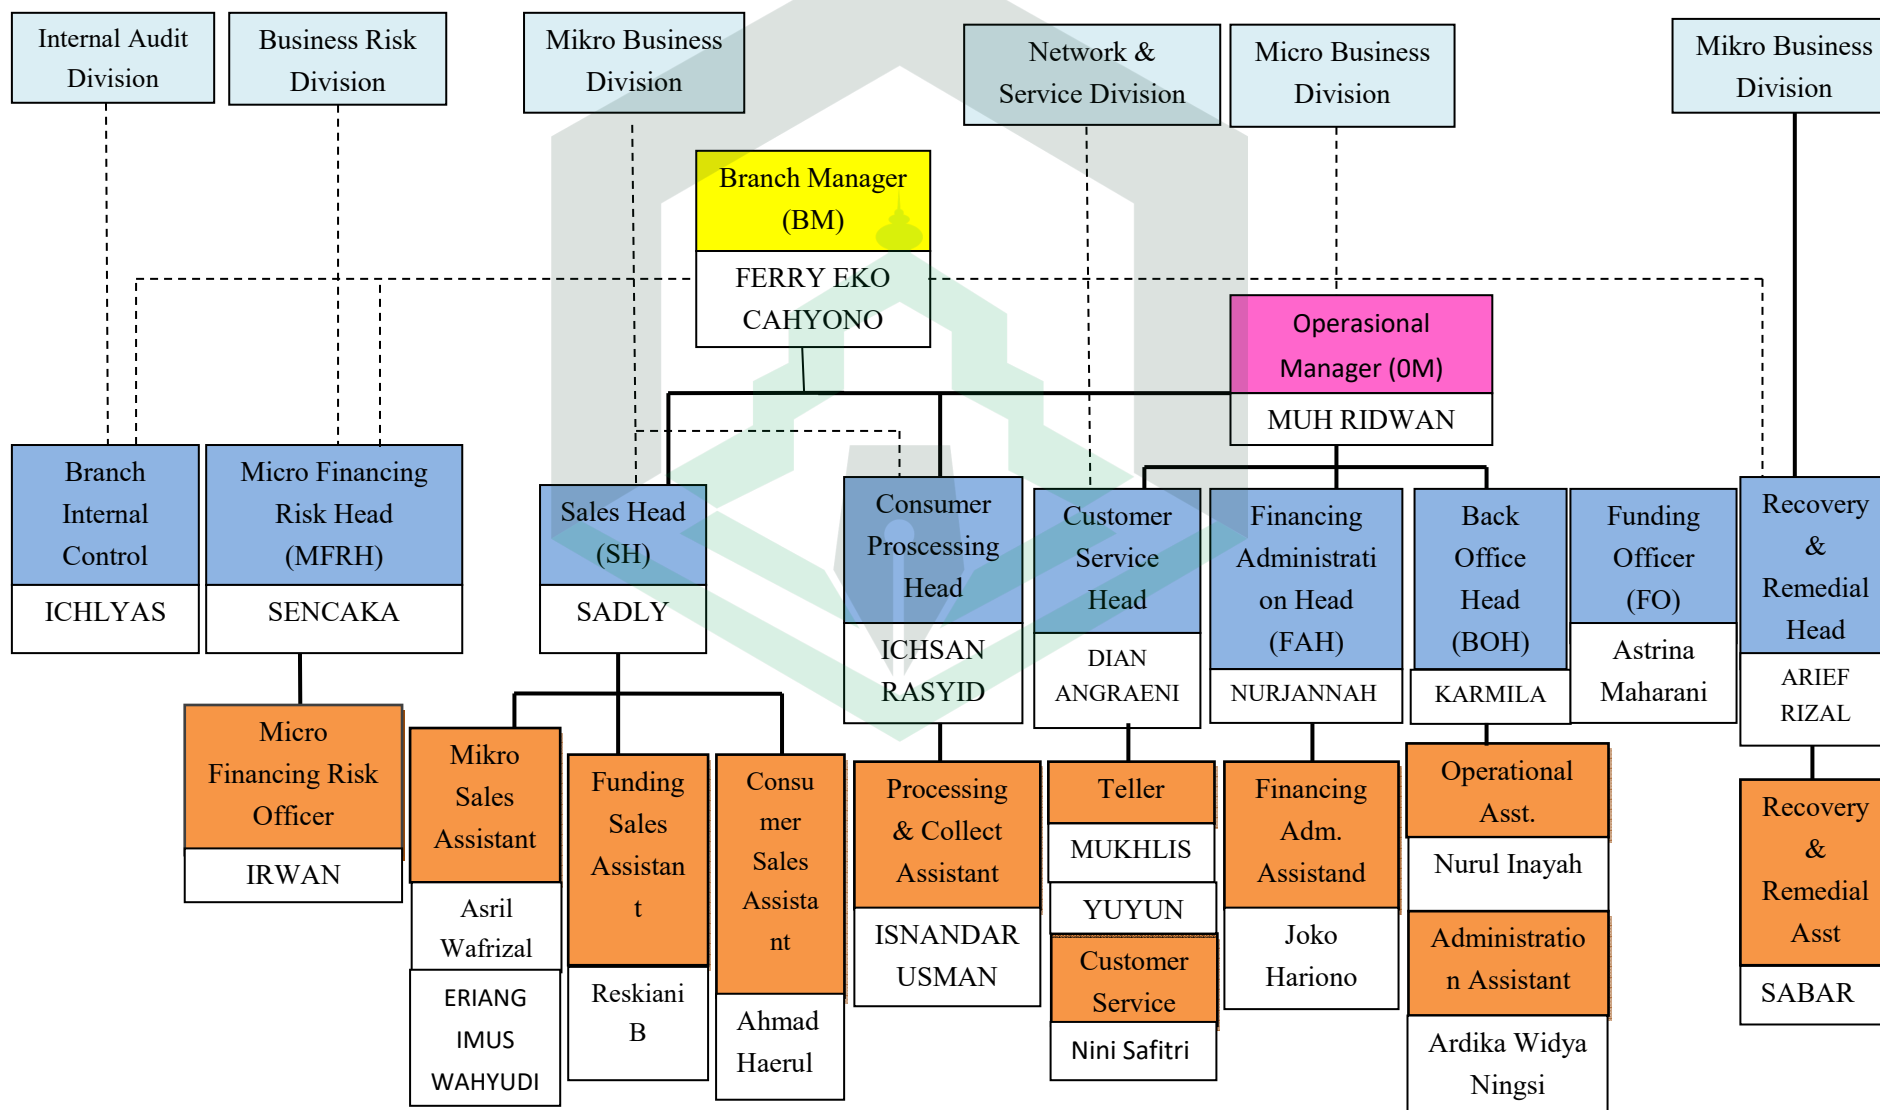 Internal Audit
Division
Business Risk
Division
Mikro Business
Division
Network &
Service Division
Micro Business
Division
Mikro Business
Division
Branch Manager
(BM)
FERRY EKO
CAHYONO
Operasional
Manager (0M)
MUH RIDWAN
Branch
Internal
Control
ICHLYAS
Micro Financing
Risk Head
(MFRH)
SENCAKA
Sales Head
(SH)
SADLY
Consumer
Proscessing
Head
ICHSAN
RASYID
Customer
Service
Head
DIAN
ANGRAENI
Financing
Administrati
on Head
(FAH)
NURJANNAH
Back
Office
Head
(BOH)
KARMILA
Funding
Officer
(FO)
Astrina
Maharani
Recovery
&
Remedial
Head
ARIEF
RIZAL
Micro
Financing Risk
Officer
IRWAN
Mikro
Sales
Assistant
Asril
Wafrizal
ERIANG
IMUS
WAHYUDI
Funding
Sales
Assistan
t
Reskiani
B
Consu
mer
Sales
Assista
nt
Ahmad
Haerul
Processing
& Collect
Assistant
ISNANDAR
USMAN
Teller
MUKHLIS
YUYUN
Customer
Service
Nini Safitri
Financing
Adm.
Assistand
Joko
Hariono
Operational
Asst.
Nurul Inayah
Administratio
n Assistant
Ardika Widya
Ningsi
Recovery
&
Remedial
Asst
SABAR